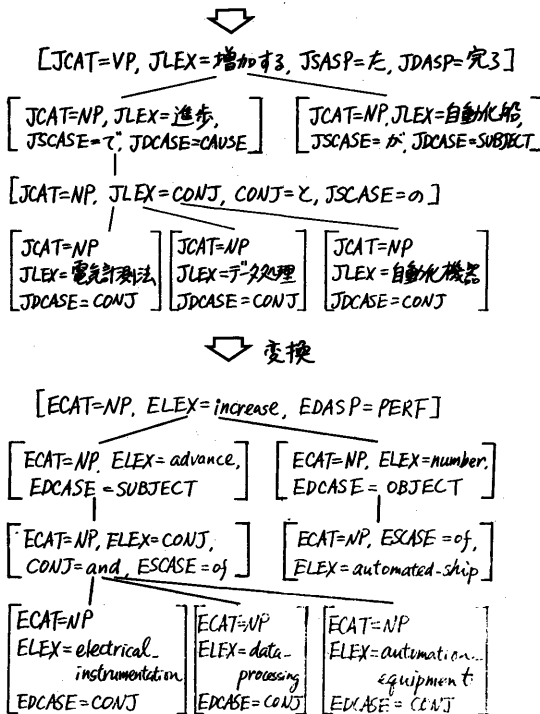 [JCAT=VP, JLEX=増加する, JSASP=た, JDASP=完了]
[JCAT=NP, JLEX=進歩, JSCASE=で, JDCASE=CAUSE]
[JCAT=NP, JLEX=自動化船, JSCASE=が, JDCASE=SUBJECT]
[JCAT=NP, JLEX=CONJ, CONJ=と, JSCASE=の]
[JCAT=NP
JLEX=電気計測法
JDCASE=CONJ]
[JCAT=NP
JLEX=データ処理
JDCASE=CONJ]
[JCAT=NP
JLEX=自動化機器
JDCASE=CONJ]
変換
[ECAT=NP, ELEX=increase, EDASP=PERF]
[ECAT=NP, ELEX=advance,
EDCASE=SUBJECT]
[ECAT=NP, ELEX=number,
EDCASE=OBJECT]
[ECAT=NP, ELEX=CONJ,
CONJ=and, ESCASE=of]
[ECAT=NP, ESCASE=of,
ELEX=automated-ship]
[ECAT=NP
ELEX=electrical-
instrumentation
EDCASE=CONJ]
[ECAT=NP
ELEX=data-
processing
EDCASE=CONJ]
[ECAT=NP
ELEX=automation-
equipment
EDCASE=CONJ]